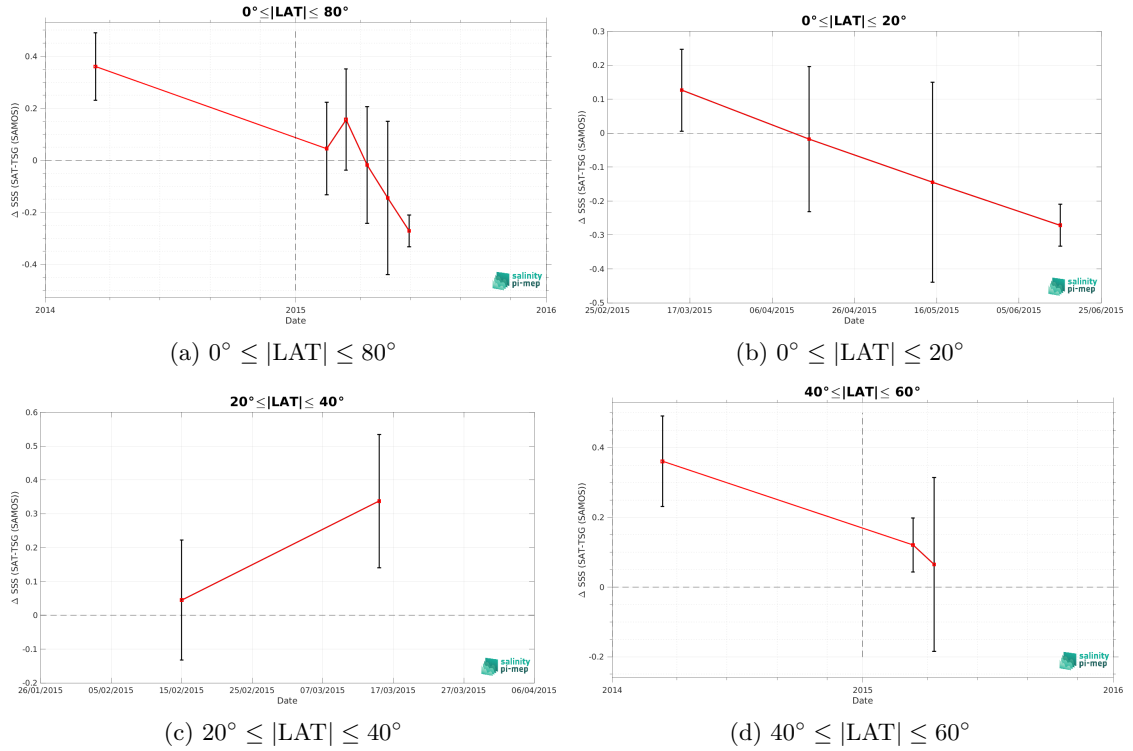 0°≤|LAT|≤ 80°
Δ SSS (SAT-TSG (SAMOS))
0.4
0.2
0
-0.2
-0.4
2014 2015 2016
Date
salinity
pi-mep
(a) 0° ≤ |LAT| ≤ 80°
0°≤|LAT|≤ 20°
Δ SSS (SAT-TSG (SAMOS))
0.3
0.2
0.1
0
-0.1
-0.2
-0.3
-0.4
-0.5
25/02/2015 17/03/2015 06/04/2015 26/04/2015 16/05/2015 05/06/2015 25/06/2015
Date
salinity
pi-mep
(b) 0° ≤ |LAT| ≤ 20°
20°≤|LAT|≤ 40°
Δ SSS (SAT-TSG (SAMOS))
0.6
0.5
0.4
0.3
0.2
0.1
0
-0.1
-0.2
26/01/2015 05/02/2015 15/02/2015 25/02/2015 07/03/2015 17/03/2015 27/03/2015 06/04/2015
Date
salinity
pi-mep
(c) 20° ≤ |LAT| ≤ 40°
40°≤|LAT|≤ 60°
Δ SSS (SAT-TSG (SAMOS))
0.4
0.2
0
-0.2
2014 2015 2016
Date
salinity
pi-mep
(d) 40° ≤ |LAT| ≤ 60°